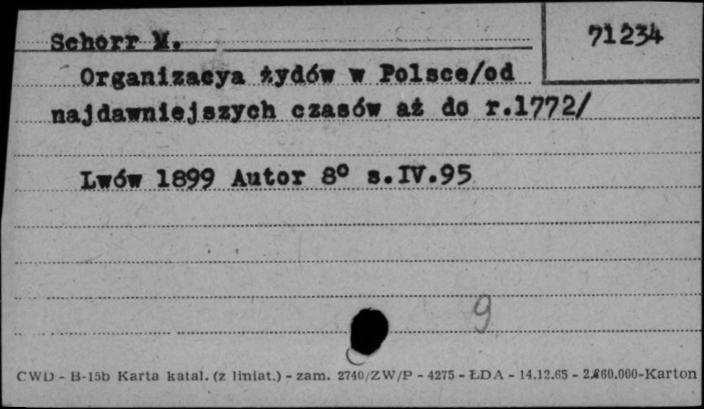 Schorr M.
71234
Organizacya żydów w Polsce/od
najdawniejszych czasów aż do r.1772/
Lwów 1899 Autor 8° s.IV.95
9
CWD - B-15b Karta katal. (z liniat.) - zam. 2740/ZW/P - 4275 - ŁDA - 14.12.65 - 2.860.000-Karton